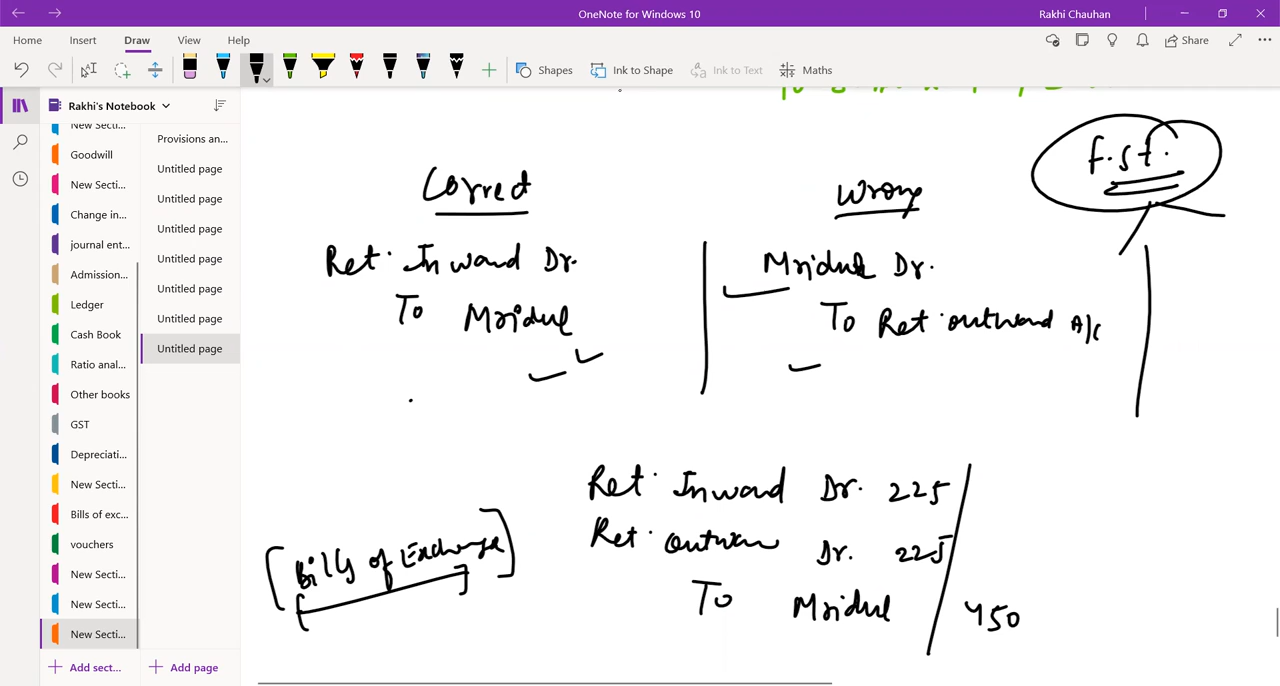 OneNote for Windows 10
Rakhi Chauhan
Home Insert Draw View Help
Share
Shapes Ink to Shape Ink to Text Maths
Rakhi's Notebook
New Secti...
Goodwill
New Secti...
Change in...
journal ent...
Admission...
Ledger
Cash Book
Ratio anal...
Other books
GST
Depreciati...
New Secti...
Bills of exc...
vouchers
New Secti...
New Secti...
New Secti...
Add sect...
Provisions an...
Untitled page
Untitled page
Untitled page
Untitled page
Untitled page
Untitled page
Untitled page
Add page
f.st.
Correct
Ret. Inward Dr.
To Mridul
Wrong
Mridul Dr.
To Ret. outward A/c
Ret. Inward Dr. 225
Ret. outwar Dr. 225
To Mridul 450
[Bills of Exchange]